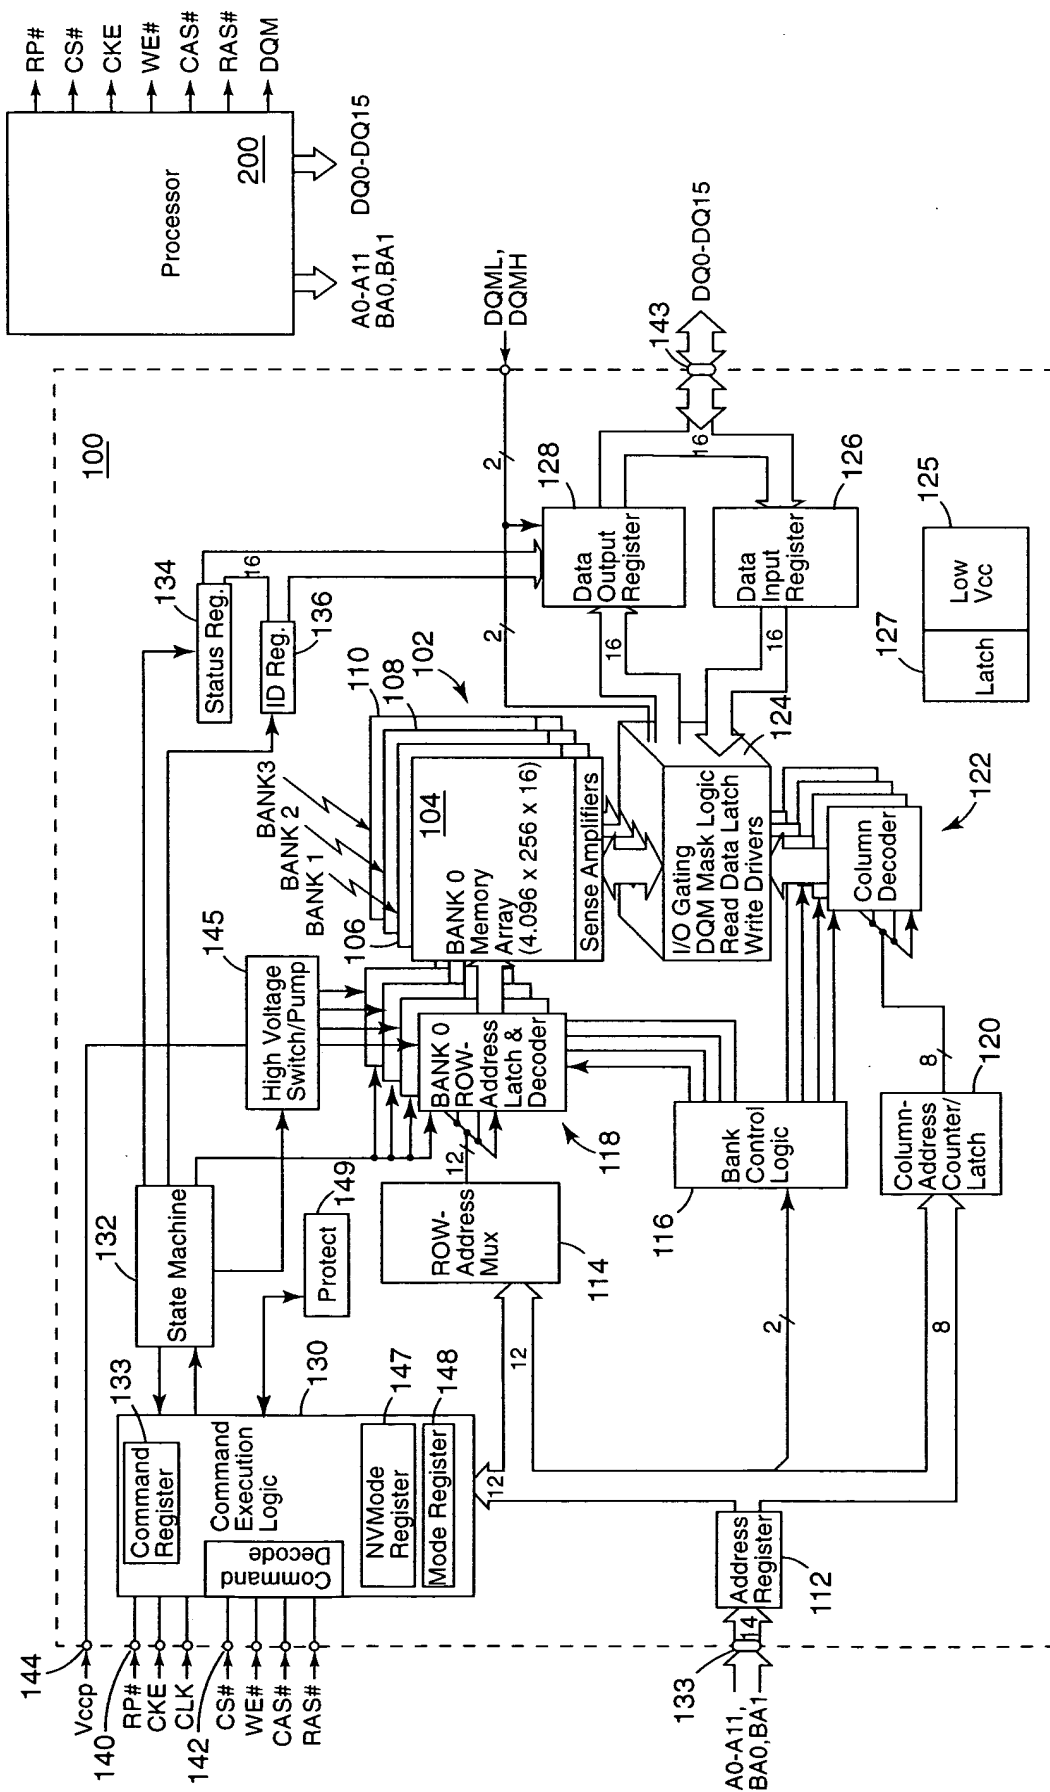 RP#
CS#
CKE
WE#
CAS#
RAS#
DQM
Processor
200
A0-A11
BA0,BA1
DQ0-DQ15
100
144
Vccp
140
RP#
CKE
CLK
142
CS#
WE#
CAS#
RAS#
133
Command
Register
Command
Execution
Logic
Command
Decode
130
NVMode
Register
147
Mode Register
148
132
State Machine
149
Protect
145
High Voltage
Switch/Pump
134
Status Reg.
16
136
ID Reg.
BANK3
BANK 2
BANK 1
110
108
102
106
104
BANK 0
Memory
Array
(4.096 x 256 x 16)
Sense Amplifiers
BANK 0
ROW-
Address
Latch &
Decoder
118
12
ROW-
Address
Mux
114
12
12
12
Bank
Control
Logic
116
2
I/O Gating
DQM Mask Logic
Read Data Latch
Write Drivers
124
Column
Decoder
122
8
120
Column-
Address
Counter/
Latch
8
2
2
DQML,
DQMH
128
Data
Output
Register
16
126
Data
Input
Register
16
16
143
DQ0-DQ15
127
Latch
125
Low
Vcc
Address
Register
112
14
133
A0-A11,
BA0,BA1